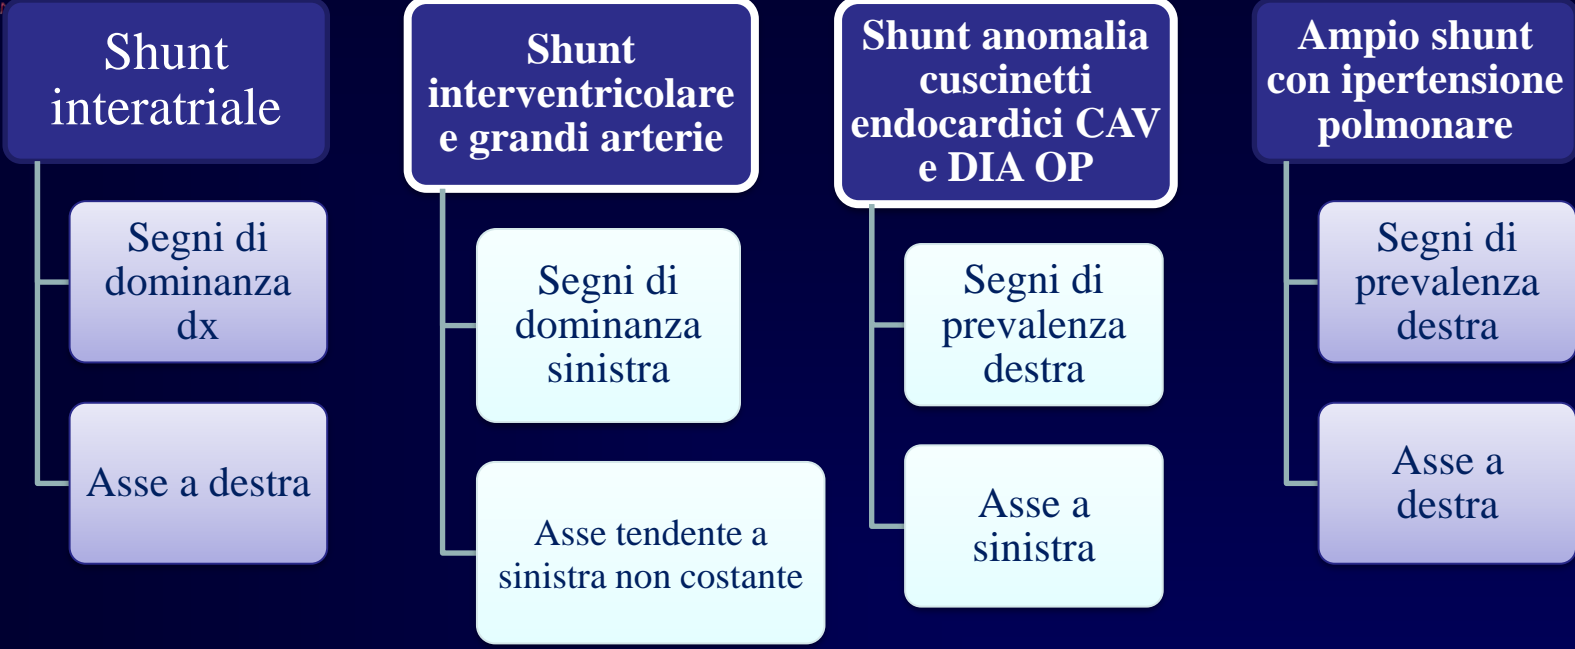 Shunt
interatriale
Segni di
dominanza
dx
Asse a destra
Shunt
interventricolare
e grandi arterie
Segni di
dominanza
sinistra
Asse tendente a
sinistra non costante
Shunt anomalia
cuscinetti
endocardici CAV
e DIA OP
Segni di
prevalenza
destra
Asse a
sinistra
Ampio shunt
con ipertensione
polmonare
Segni di
prevalenza
destra
Asse a
destra